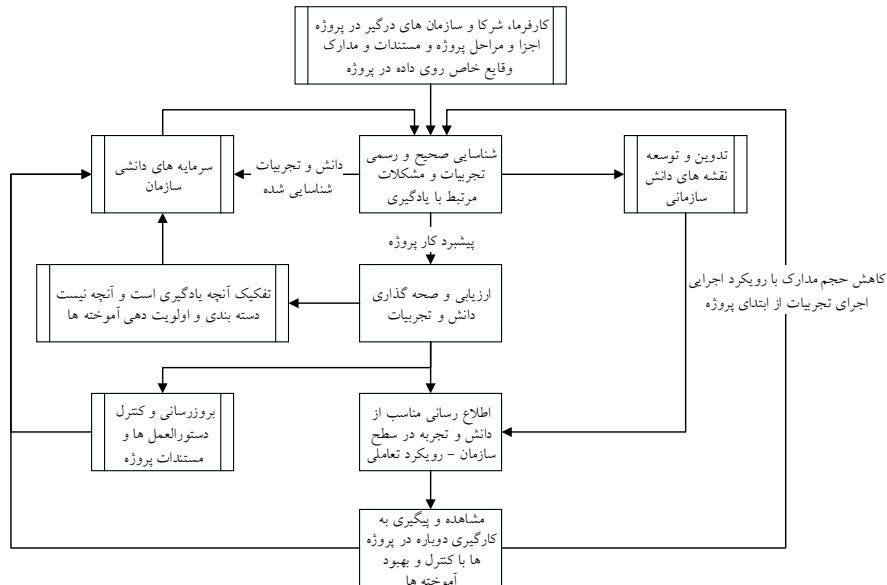 کارفرما، شرکا و سازمان های درگیر در پروژه
اجزا و مراحل پروژه و مستندات و مدارک
وقایع خاص روی داده در پروژه
تدوین و توسعه
نقشه های دانش
سازمانی
شناسایی صحیح و رسمی
تجربیات و مشکلات
مرتبط با یادگیری
دانش و تجربیات
شناسایی شده
سرمایه های دانشی
سازمان
پیشبرد کار پروژه
کاهش حجم مدارک با رویکرد اجرایی
اجرای تجربیات از ابتدای پروژه
ارزیابی و صحه گذاری
دانش و تجربیات
تفکیک آنچه یادگیری است و آنچه نیست
دسته بندی و اولویت دهی آموخته ها
اطلاع رسانی مناسب از
دانش و تجربه در سطح
سازمان – رویکرد تعاملی
بروزرسانی و کنترل
دستورالعمل ها و
مستندات پروژه
مشاهده و پیگیری به
کارگیری دوباره در پروژه
ها با کنترل و بهبود
آموخته ها